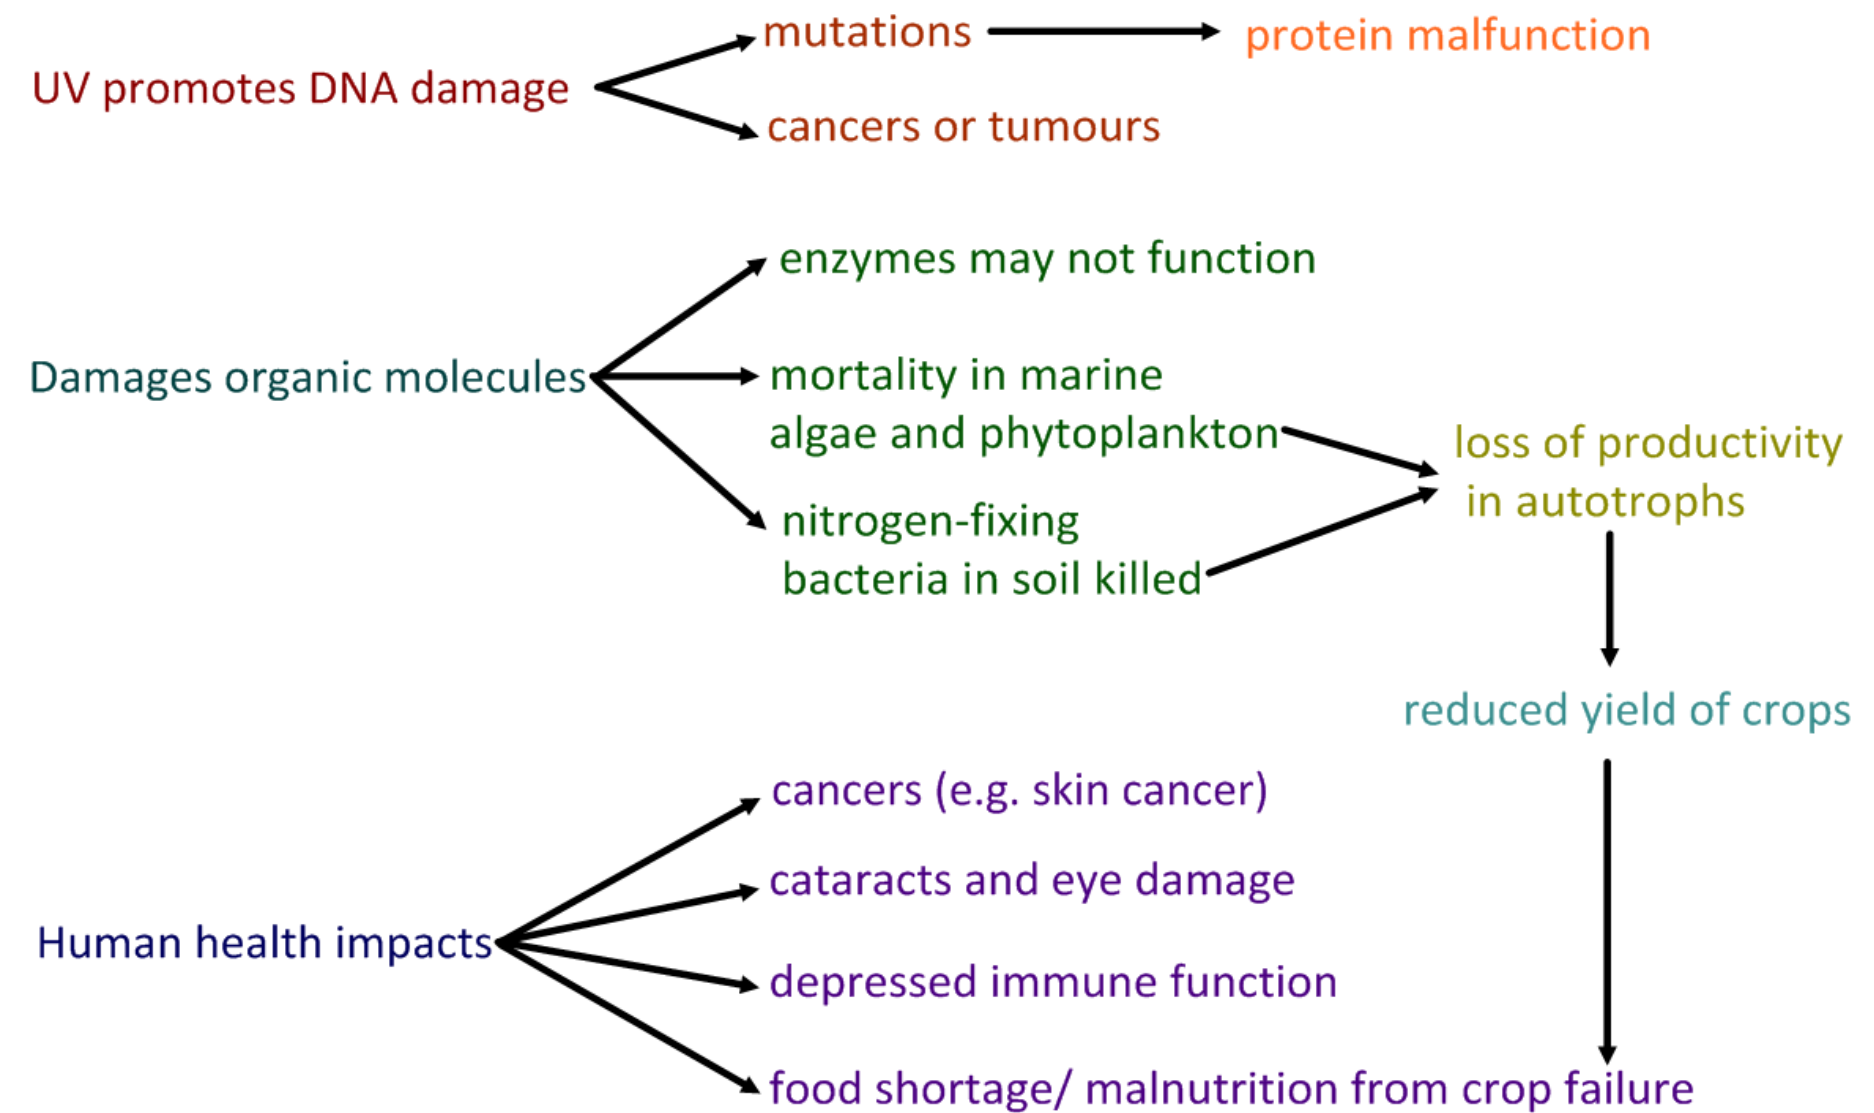 UV promotes DNA damage
mutations
protein malfunction
cancers or tumours
Damages organic molecules
enzymes may not function
mortality in marine
algae and phytoplankton
nitrogen-fixing
bacteria in soil killed
loss of productivity
in autotrophs
reduced yield of crops
Human health impacts
cancers (e.g. skin cancer)
cataracts and eye damage
depressed immune function
food shortage/ malnutrition from crop failure